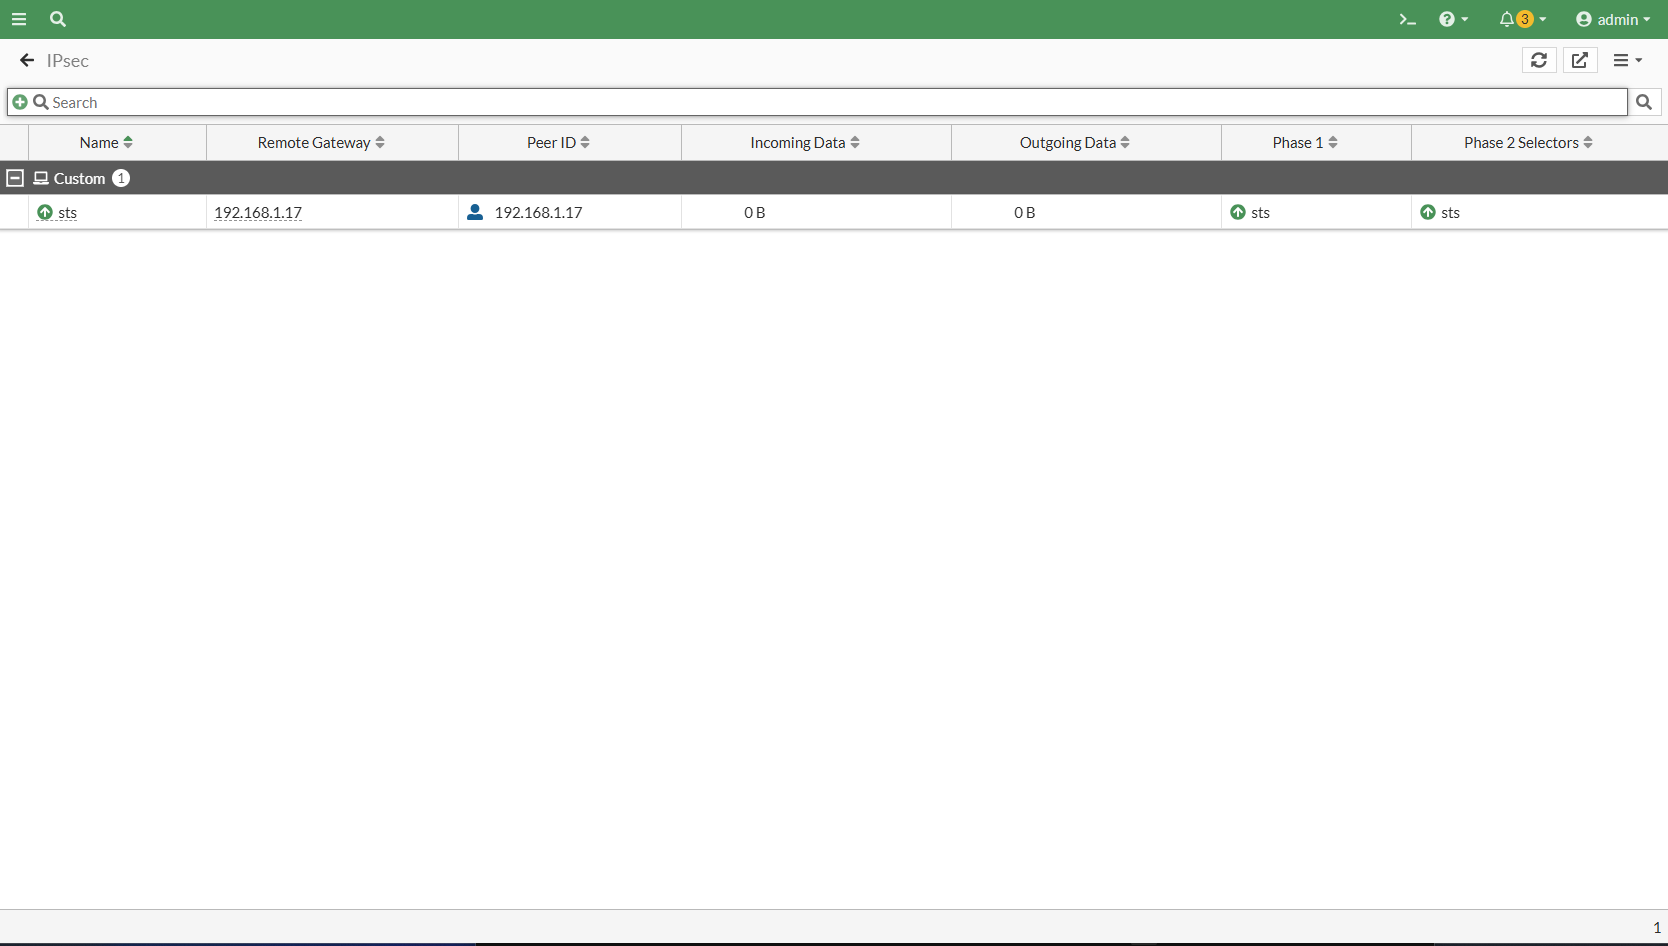 3 admin
IPsec
Search
Name Remote Gateway Peer ID Incoming Data Outgoing Data Phase 1 Phase 2 Selectors
Custom 1
sts 192.168.1.17 192.168.1.17 0 B 0 B sts sts
1